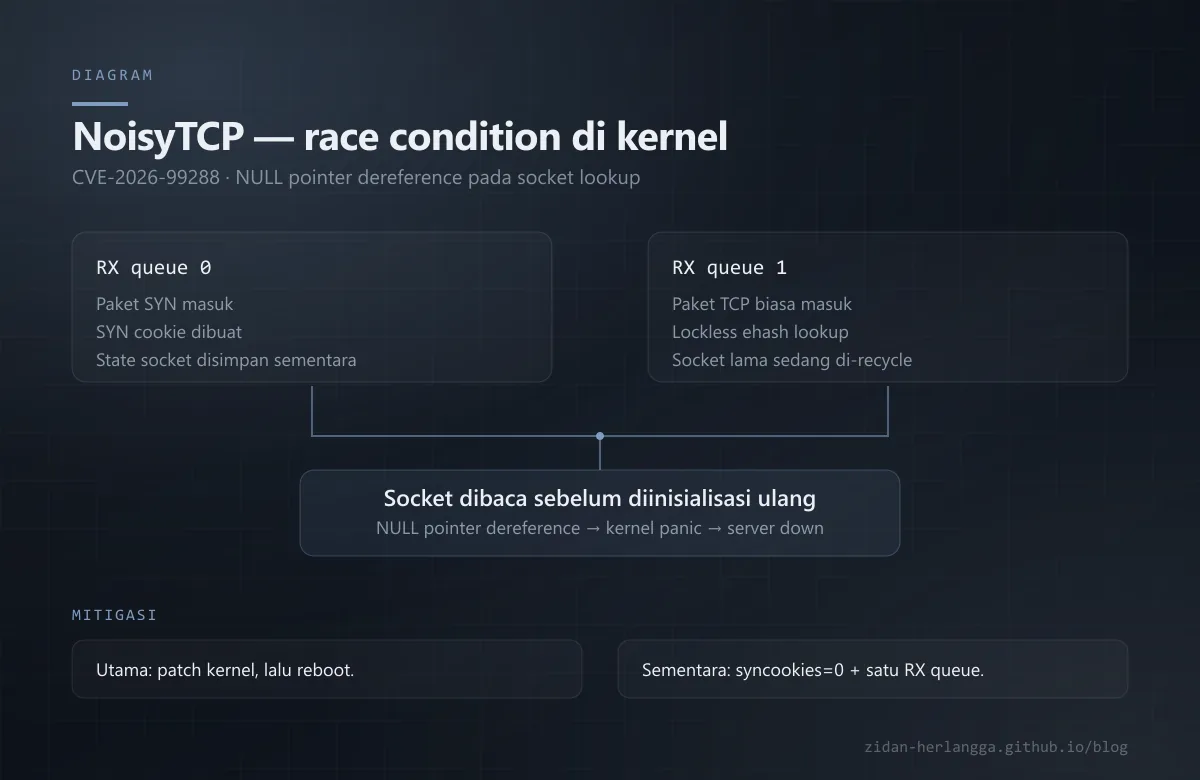 DIAGRAM
NoisyTCP — race condition di kernel
CVE-2026-99288 · NULL pointer dereference pada socket lookup
RX queue 0
Paket SYN masuk
SYN cookie dibuat
State socket disimpan sementara
RX queue 1
Paket TCP biasa masuk
Lockless ehash lookup
Socket lama sedang di-recycle
Socket dibaca sebelum diinisialisasi ulang
NULL pointer dereference → kernel panic → server down
MITIGASI
Utama: patch kernel, lalu reboot.
Sementara: syncookies=0 + satu RX queue.
zidan-herlangga.github.io/blog